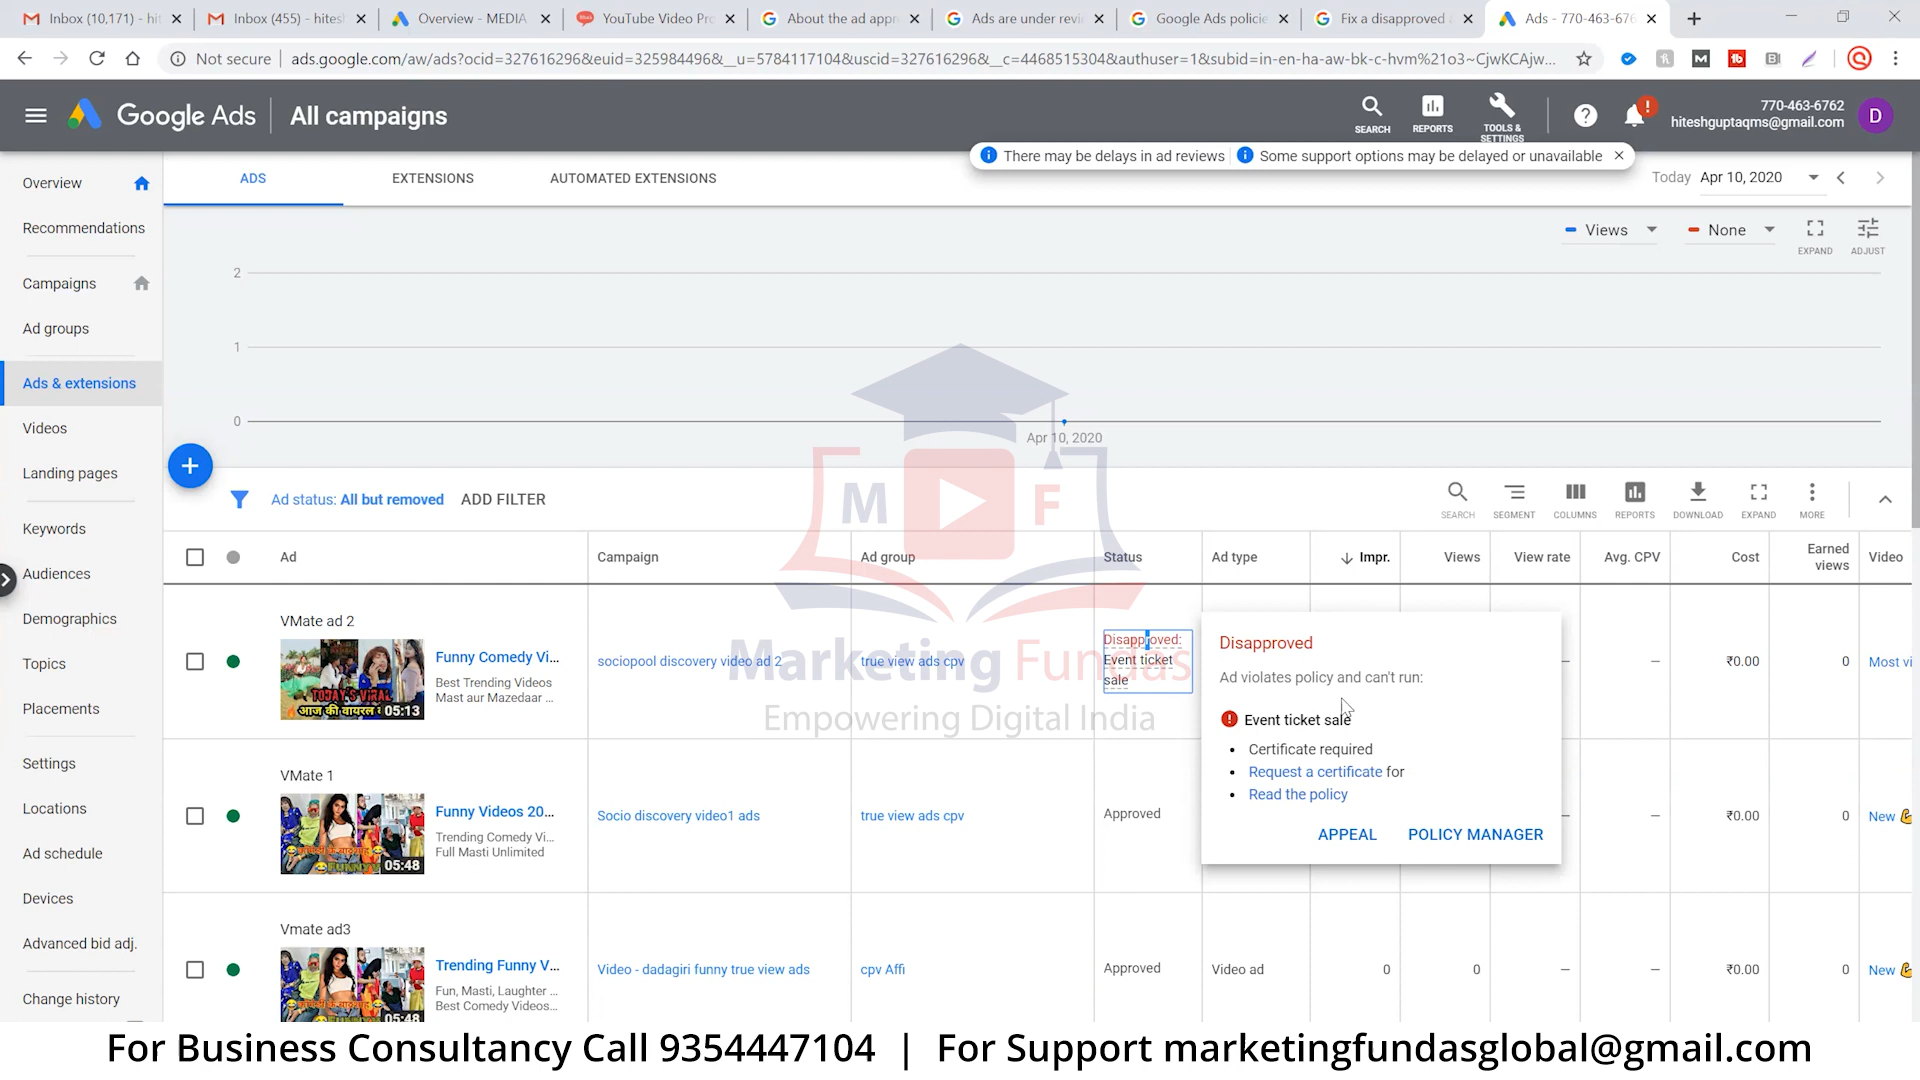 Inbox (10,171) - hit
Inbox (455) - hitesh
Overview - MEDIA
YouTube Video Pro
About the ad appr
Ads are under revi
Google Ads policie
Fix a disapproved
Ads - 770-463-676
Not secure
ads.google.com/aw/ads?ocid=327616296&euid=325984496&__u=5784117104&uscid=327616296&__c=4468515304&authuser=1&subid=in-en-ha-aw-bk-c-hvm%21o3~CjwKCAjw...
Google Ads
All campaigns
SEARCH
REPORTS
TOOLS &
SETTINGS
770-463-6762
hiteshguptaqms@gmail.com
D
There may be delays in ad reviews
Some support options may be delayed or unavailable
Overview
Recommendations
Campaigns
Ad groups
Ads & extensions
Videos
Landing pages
Keywords
Audiences
Demographics
Topics
Placements
Settings
Locations
Ad schedule
Devices
Advanced bid adj.
Change history
ADS
EXTENSIONS
AUTOMATED EXTENSIONS
Today Apr 10, 2020
Views
None
EXPAND
ADJUST
2
1
0
Apr 10, 2020
Ad status: All but removed
ADD FILTER
SEARCH
SEGMENT
COLUMNS
REPORTS
DOWNLOAD
EXPAND
MORE
M F
Marketing Fundas
Empowering Digital India
Ad
Campaign
Ad group
Status
Ad type
Impr.
Views
View rate
Avg. CPV
Cost
Earned
views
Video
VMate ad 2
TODAY'S VIRAL
आज की वायरल
05:13
Funny Comedy Vi...
Best Trending Videos
Mast aur Mazedaar ...
sociopool discovery video ad 2
true view ads cpv
Disapproved:
Event ticket
sale
–
–
₹0.00
0
Most vi
Disapproved
Ad violates policy and can't run:
Event ticket sale
• Certificate required
• Request a certificate for
• Read the policy
APPEAL
POLICY MANAGER
VMate 1
05:48
Funny Videos 20...
Trending Comedy Vi...
Full Masti Unlimited
Socio discovery video1 ads
true view ads cpv
Approved
–
–
₹0.00
0
New
Vmate ad3
05:48
Trending Funny V...
Fun, Masti, Laughter ...
Best Comedy Videos...
Video - dadagiri funny true view ads
cpv Affi
Approved
Video ad
0
0
–
–
₹0.00
0
New
For Business Consultancy Call 9354447104 | For Support marketingfundasglobal@gmail.com